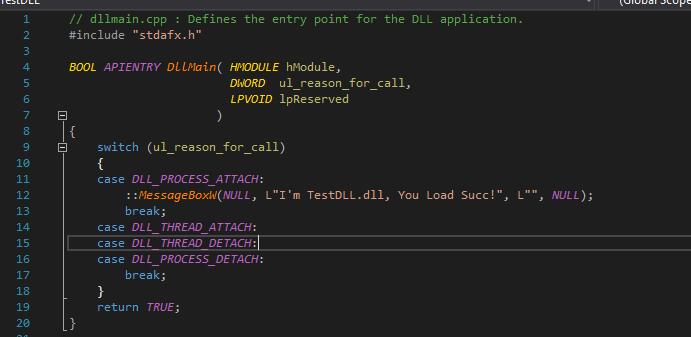 TestDLL
(Global Scope
1 // dllmain.cpp : Defines the entry point for the DLL application.
2 #include "stdafx.h"
3
4 BOOL APIENTRY DllMain( HMODULE hModule,
5 DWORD  ul_reason_for_call,
6 LPVOID lpReserved
7 )
8 {
9 switch (ul_reason_for_call)
10 {
11 case DLL_PROCESS_ATTACH:
12 ::MessageBoxW(NULL, L"I'm TestDLL.dll, You Load Succ!", L"", NULL);
13 break;
14 case DLL_THREAD_ATTACH:
15 case DLL_THREAD_DETACH:
16 case DLL_PROCESS_DETACH:
17 break;
18 }
19 return TRUE;
20 }
21